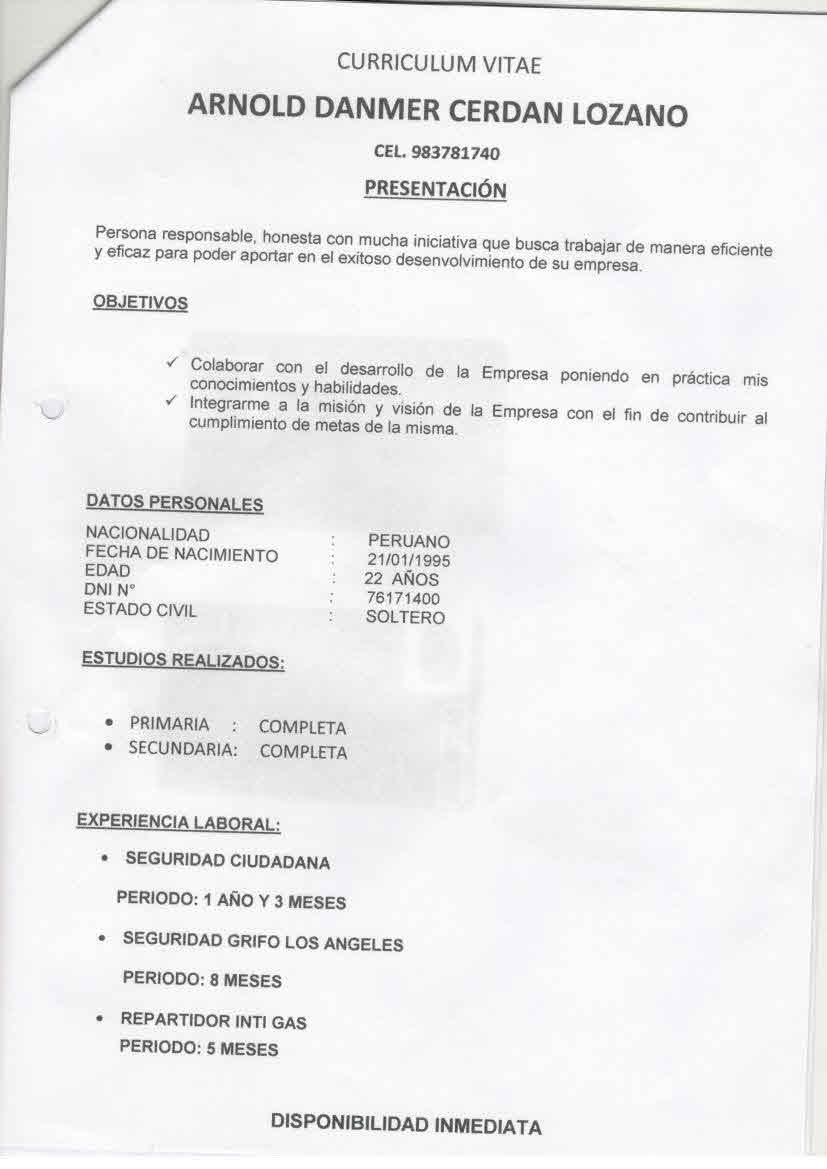 CURRICULUM VITAE
ARNOLD DANMER CERDAN LOZANO
CEL. 983781740
PRESENTACIÓN
Persona responsable, honesta con mucha iniciativa que busca trabajar de manera eficiente
y eficaz para poder aportar en el exitoso desenvolvimiento de su empresa.
OBJETIVOS
✓ Colaborar con el desarrollo de la Empresa poniendo en práctica mis
conocimientos y habilidades.
✓ Integrarme a la misión y visión de la Empresa con el fin de contribuir al
cumplimiento de metas de la misma.
DATOS PERSONALES
NACIONALIDAD : PERUANO
FECHA DE NACIMIENTO : 21/01/1995
EDAD : 22 AÑOS
DNI N° : 76171400
ESTADO CIVIL : SOLTERO
ESTUDIOS REALIZADOS:
• PRIMARIA : COMPLETA
• SECUNDARIA: COMPLETA
EXPERIENCIA LABORAL:
• SEGURIDAD CIUDADANA
PERIODO: 1 AÑO Y 3 MESES
• SEGURIDAD GRIFO LOS ANGELES
PERIODO: 8 MESES
• REPARTIDOR INTI GAS
PERIODO: 5 MESES
DISPONIBILIDAD INMEDIATA